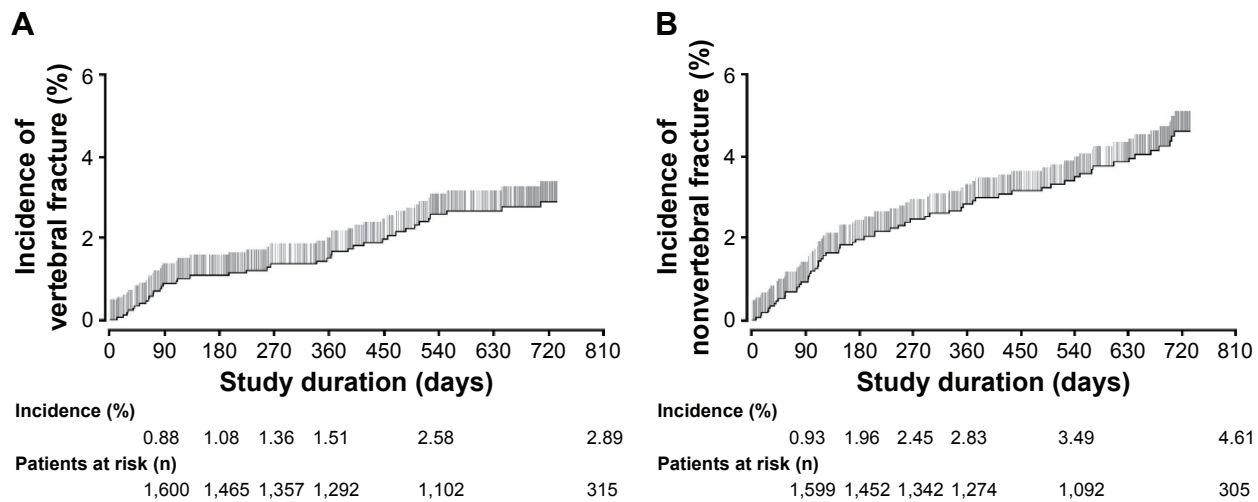 A
Incidence of
vertebral fracture (%)
6
4
2
0
0 90 180 270 360 450 540 630 720 810
Study duration (days)
Incidence (%)
0.88 1.08 1.36 1.51 2.58 2.89
Patients at risk (n)
1,600 1,465 1,357 1,292 1,102 315
B
Incidence of
nonvertebral fracture (%)
6
4
2
0
0 90 180 270 360 450 540 630 720 810
Study duration (days)
Incidence (%)
0.93 1.96 2.45 2.83 3.49 4.61
Patients at risk (n)
1,599 1,452 1,342 1,274 1,092 305